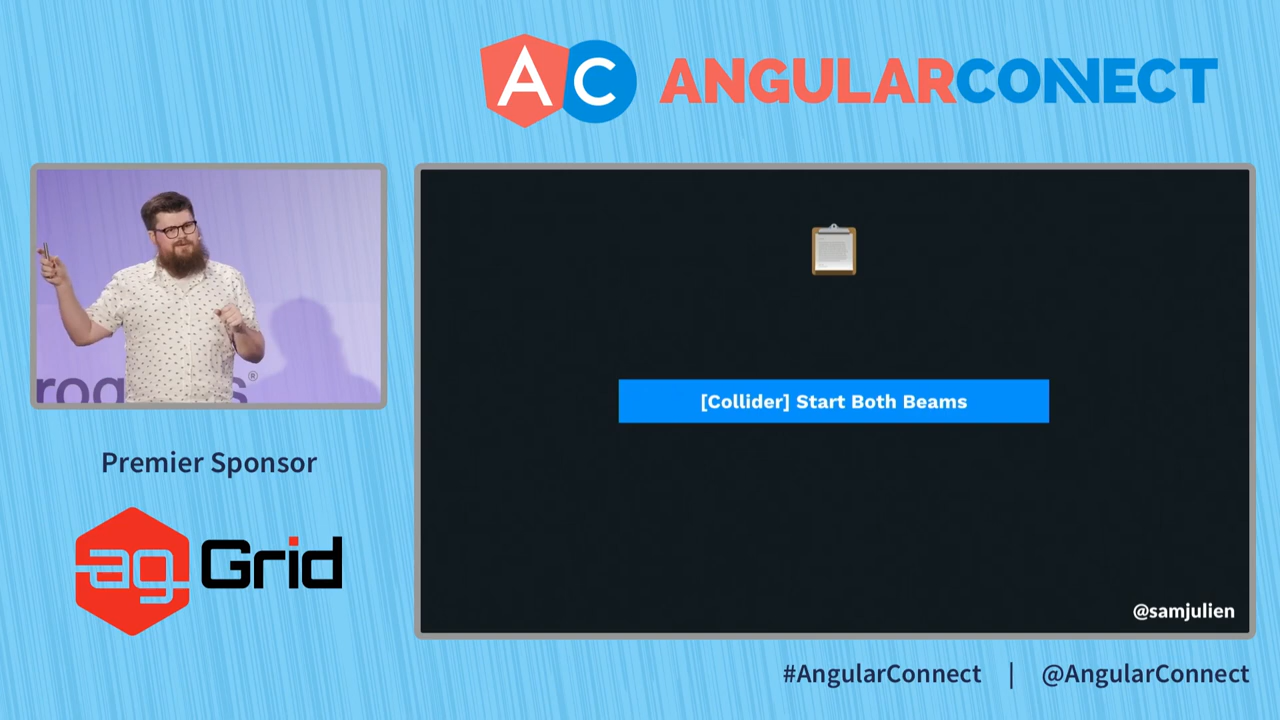 AC ANGULARCONNECT
[Collider] Start Both Beams
Premier Sponsor
ag Grid
@samjulien
#AngularConnect | @AngularConnect